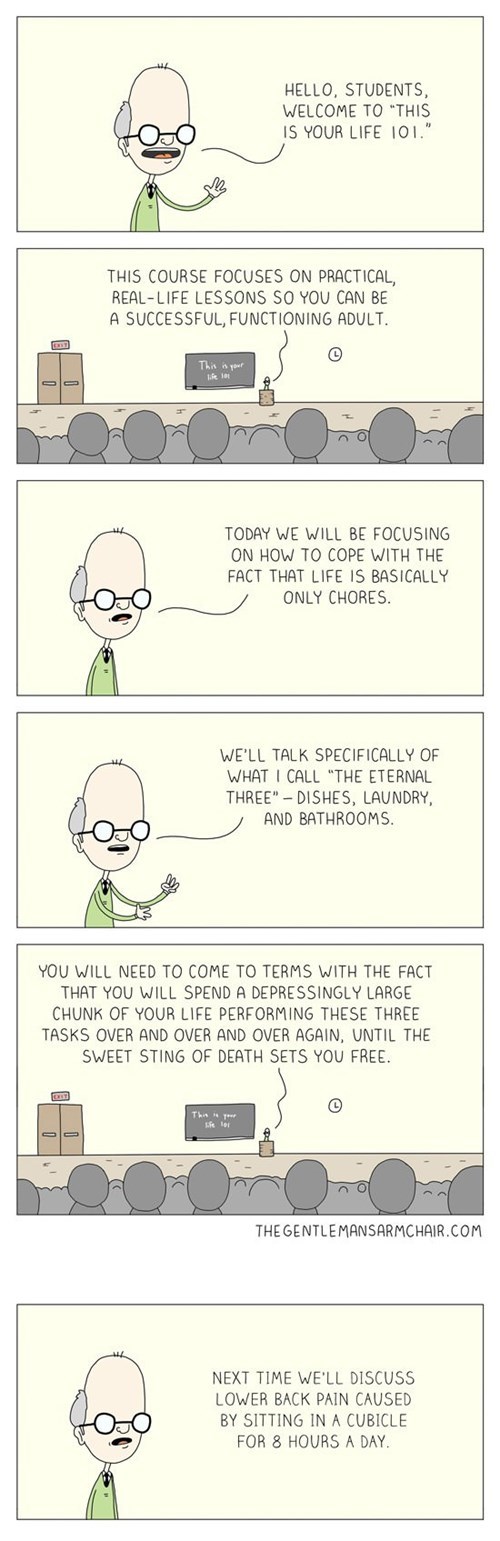 HELLO, STUDENTS,
WELCOME TO "THIS
IS YOUR LIFE 101."
THIS COURSE FOCUSES ON PRACTICAL,
REAL-LIFE LESSONS SO YOU CAN BE
A SUCCESSFUL, FUNCTIONING ADULT.
EXIT
This is your
life 101
TODAY WE WILL BE FOCUSING
ON HOW TO COPE WITH THE
FACT THAT LIFE IS BASICALLY
ONLY CHORES.
WE'LL TALK SPECIFICALLY OF
WHAT I CALL "THE ETERNAL
THREE" – DISHES, LAUNDRY,
AND BATHROOMS.
YOU WILL NEED TO COME TO TERMS WITH THE FACT
THAT YOU WILL SPEND A DEPRESSINGLY LARGE
CHUNK OF YOUR LIFE PERFORMING THESE THREE
TASKS OVER AND OVER AND OVER AGAIN, UNTIL THE
SWEET STING OF DEATH SETS YOU FREE.
EXIT
This is your
life 101
THEGENTLEMANSARMCHAIR.COM
NEXT TIME WE'LL DISCUSS
LOWER BACK PAIN CAUSED
BY SITTING IN A CUBICLE
FOR 8 HOURS A DAY.